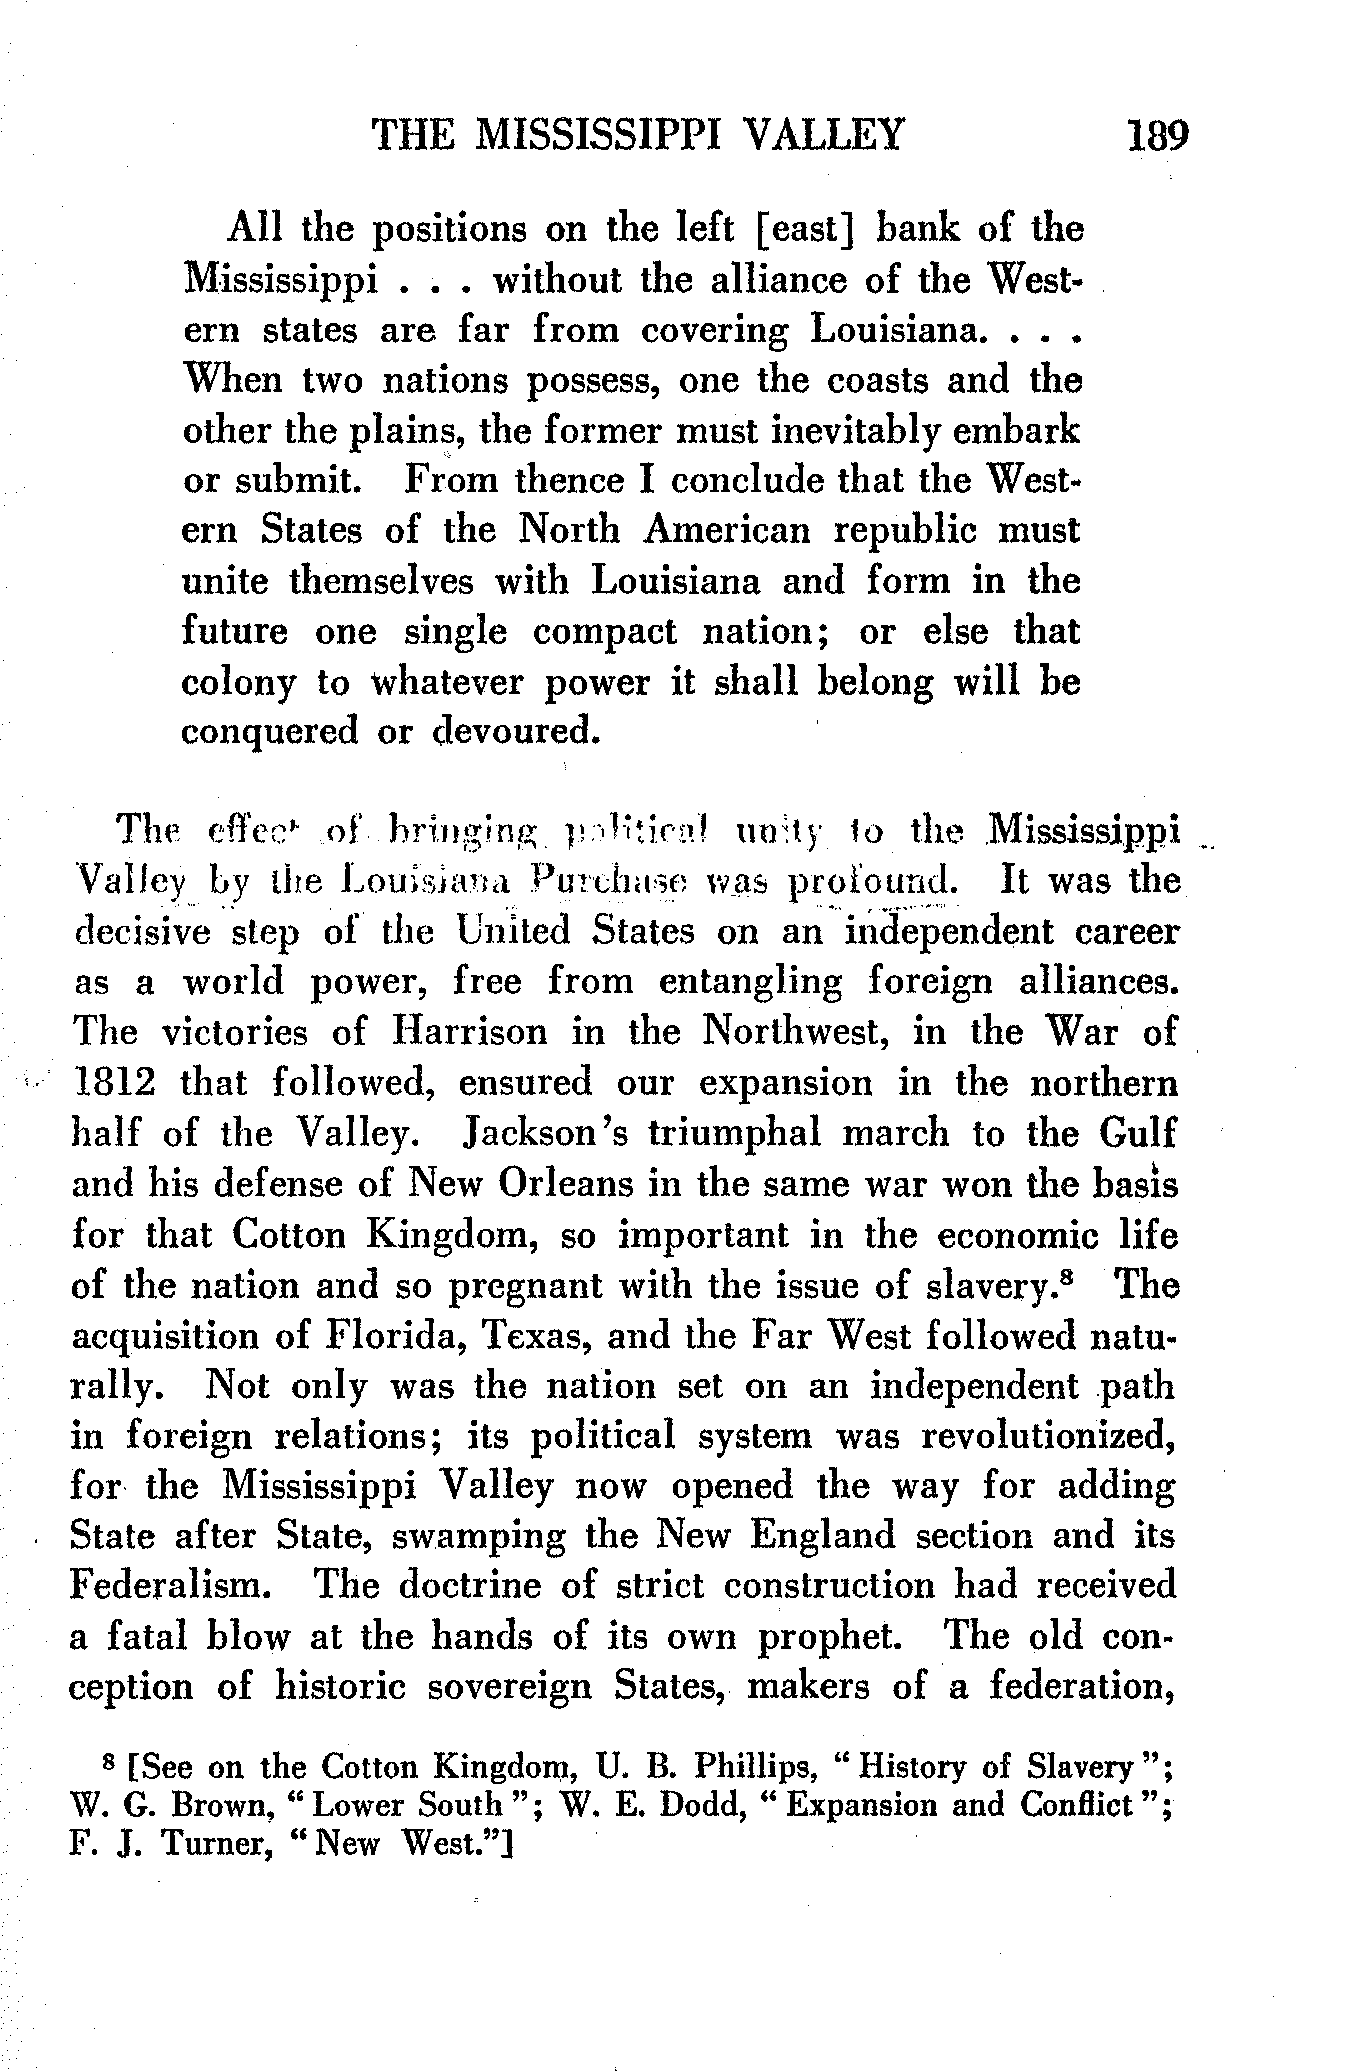 THE MISSISSIPPI VALLEY 189
All the positions on the left [east] bank of the
Mississippi . . . without the alliance of the West-
ern states are far from covering Louisiana. . . .
When two nations possess, one the coasts and the
other the plains, the former must inevitably embark
or submit. From thence I conclude that the West-
ern States of the North American republic must
unite themselves with Louisiana and form in the
future one single compact nation; or else that
colony to whatever power it shall belong will be
conquered or devoured.
The effect of bringing political unity to the Mississippi
Valley by the Louisiana Purchase was profound. It was the
decisive step of the United States on an independent career
as a world power, free from entangling foreign alliances.
The victories of Harrison in the Northwest, in the War of
1812 that followed, ensured our expansion in the northern
half of the Valley. Jackson's triumphal march to the Gulf
and his defense of New Orleans in the same war won the basis
for that Cotton Kingdom, so important in the economic life
of the nation and so pregnant with the issue of slavery.⁸ The
acquisition of Florida, Texas, and the Far West followed natu-
rally. Not only was the nation set on an independent path
in foreign relations; its political system was revolutionized,
for the Mississippi Valley now opened the way for adding
State after State, swamping the New England section and its
Federalism. The doctrine of strict construction had received
a fatal blow at the hands of its own prophet. The old con-
ception of historic sovereign States, makers of a federation,
⁸ [See on the Cotton Kingdom, U. B. Phillips, "History of Slavery";
W. G. Brown, "Lower South"; W. E. Dodd, "Expansion and Conflict";
F. J. Turner, "New West."]